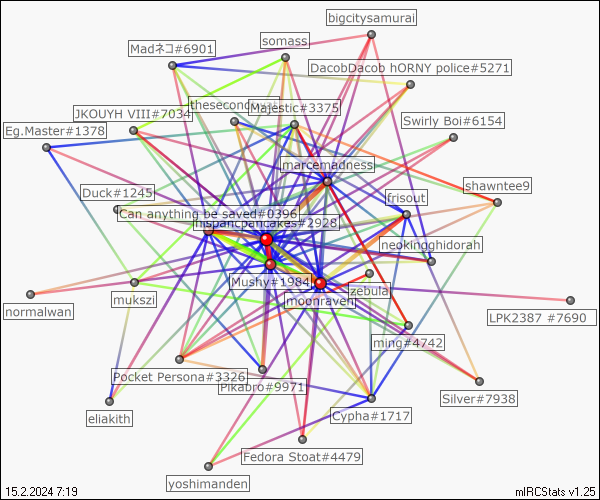 bigcitysamurai
somass
Madネコ#6901
DacobDacob hORNY police#5271
thesecond
Majestic#3375
JKOUYH VIII#7034
Swirly Boi#6154
Eg.Master#1378
marcemadness
shawntee9
Duck#1245
frisout
Can anything be saved#0396
hispanicpancakes#2928
neokingghidorah
Mushy#1984
zebula
mukszi
moonraven
normalwan
LPK2387 #7690
ming#4742
Pocket Persona#3326
Pikabro#9971
Silver#7938
eliakith
Cypha#1717
Fedora Stoat#4479
yoshimanden
15.2.2024 7:19
mIRCStats v1.25